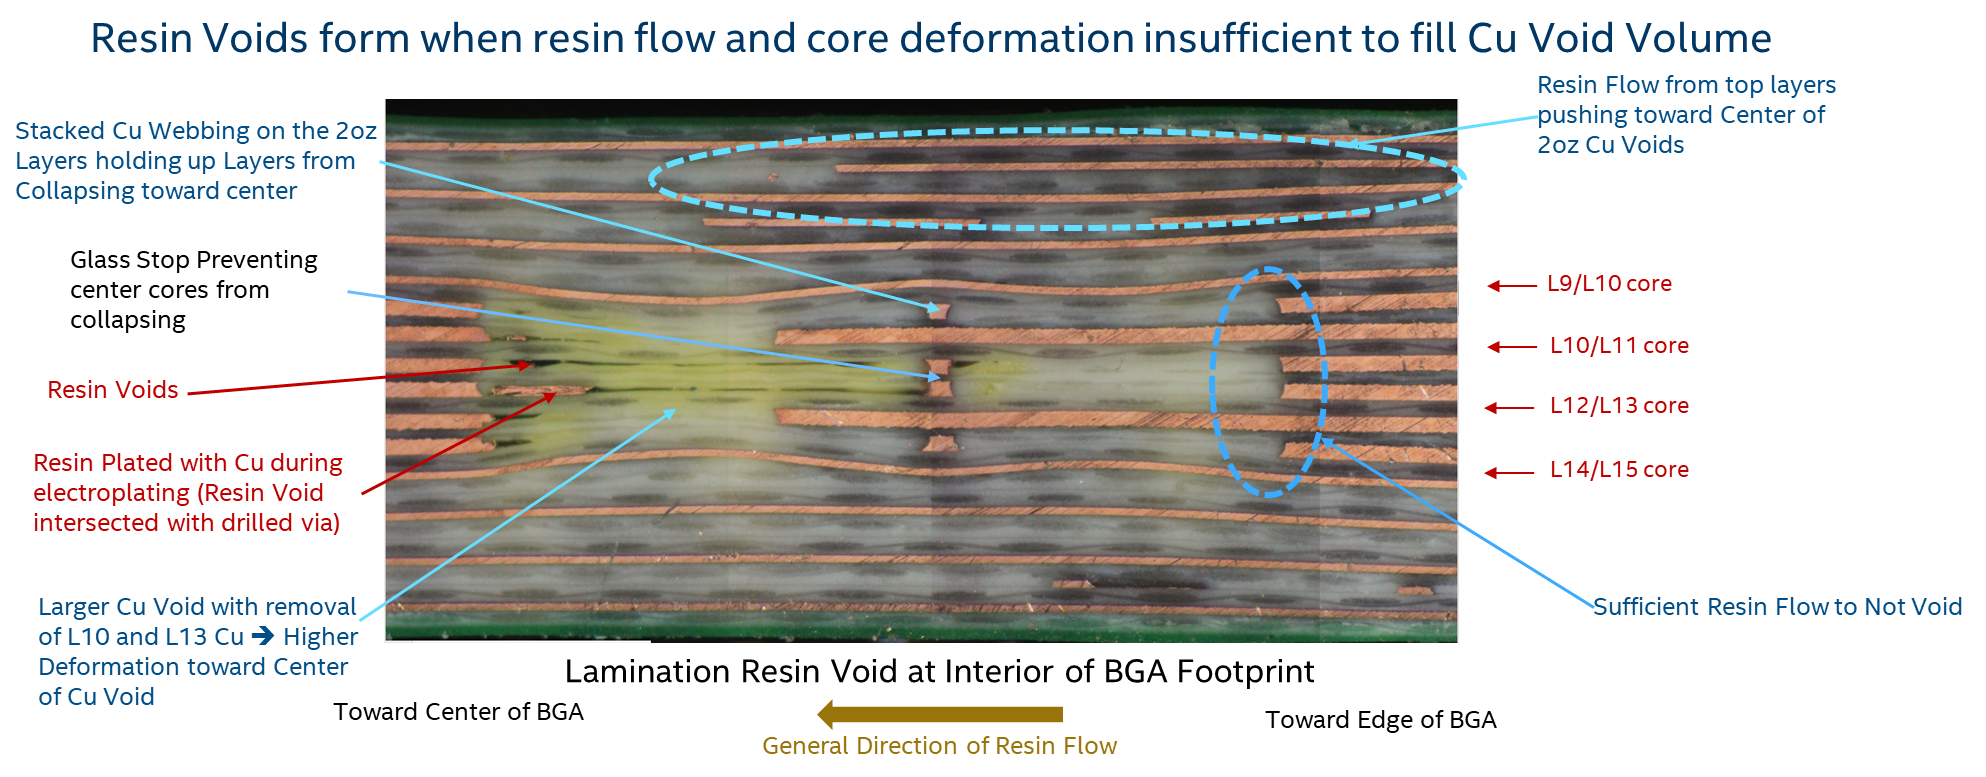 Resin Voids form when resin flow and core deformation insufficient to fill Cu Void Volume
Stacked Cu Webbing on the 2oz
Layers holding up Layers from
Collapsing toward center
Glass Stop Preventing
center cores from
collapsing
Resin Voids
Resin Plated with Cu during
electroplating (Resin Void
intersected with drilled via)
Larger Cu Void with removal
of L10 and L13 Cu → Higher
Deformation toward Center
of Cu Void
Resin Flow from top layers
pushing toward Center of
2oz Cu Voids
L9/L10 core
L10/L11 core
L12/L13 core
L14/L15 core
Sufficient Resin Flow to Not Void
Lamination Resin Void at Interior of BGA Footprint
Toward Center of BGA
Toward Edge of BGA
General Direction of Resin Flow